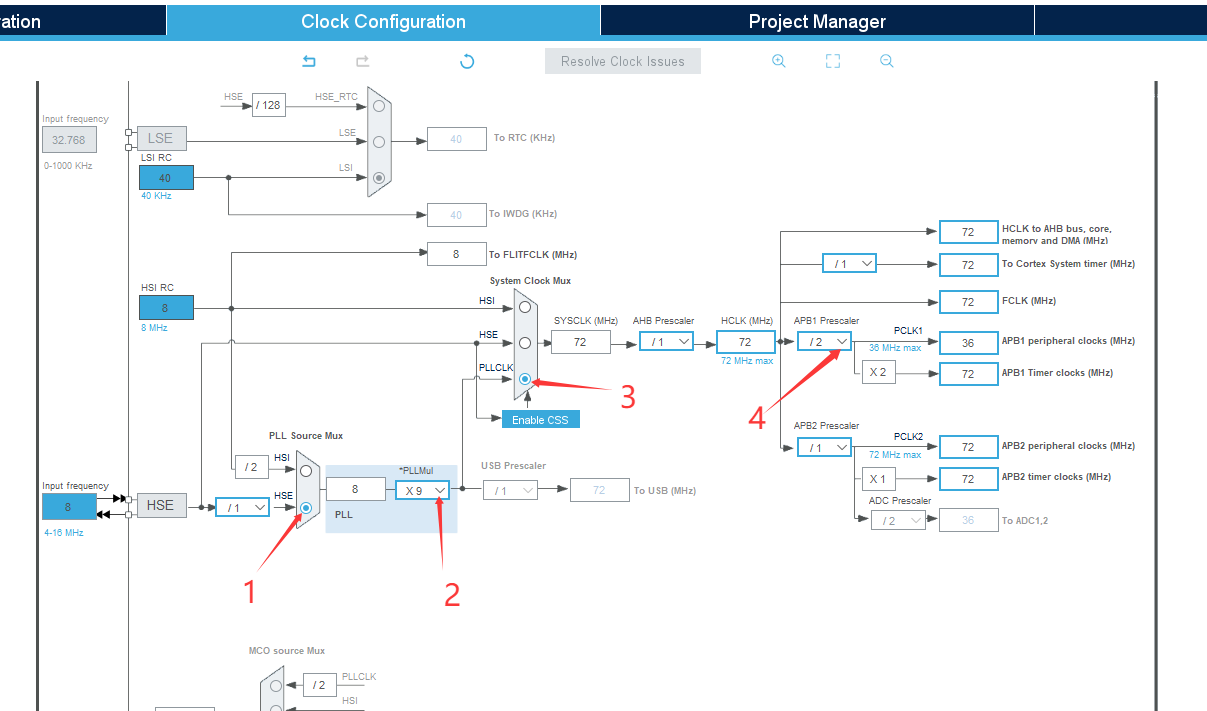 ration
Clock Configuration
Project Manager
Resolve Clock Issues
HSE
/ 128
HSE_RTC
Input frequency
32.768
0-1000 KHz
LSE
LSE
40
To RTC (KHz)
LSI RC
40
40 KHz
LSI
40
To IWDG (KHz)
8
To FLITFCLK (MHz)
72
HCLK to AHB bus, core,
memory and DMA (MHz)
/ 1
72
To Cortex System timer (MHz)
System Clock Mux
HSI RC
8
8 MHz
HSI
72
FCLK (MHz)
HSE
SYSCLK (MHz)
72
AHB Prescaler
/ 1
HCLK (MHz)
72
72 MHz max
APB1 Prescaler
/ 2
PCLK1
36 MHz max
36
APB1 peripheral clocks (MHz)
X 2
72
APB1 Timer clocks (MHz)
PLLCLK
3
4
Enable CSS
APB2 Prescaler
/ 1
PCLK2
72 MHz max
72
APB2 peripheral clocks (MHz)
X 1
72
APB2 timer clocks (MHz)
PLL Source Mux
HSI
/ 2
*PLLMul
8
X 9
PLL
USB Prescaler
/ 1
72
To USB (MHz)
ADC Prescaler
/ 2
36
To ADC1,2
Input frequency
8
4-16 MHz
HSE
/ 1
HSE
1
2
MCO source Mux
/ 2
PLLCLK
HSI